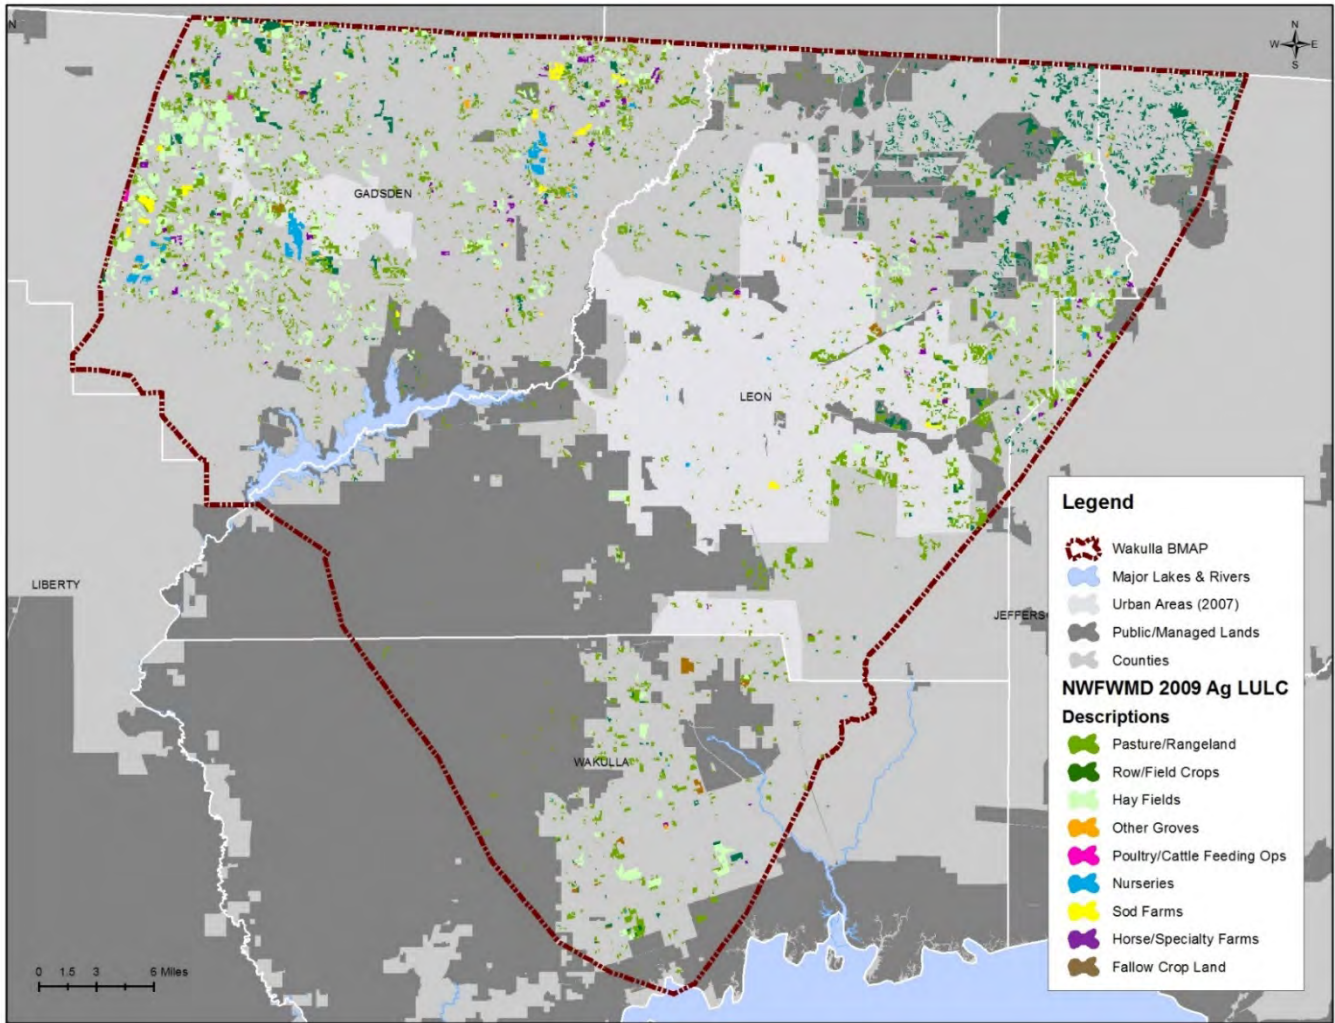 N
N
W E
S
GADSDEN
LEON
LIBERTY
JEFFERS
WAKULLA
Legend
Wakulla BMAP
Major Lakes & Rivers
Urban Areas (2007)
Public/Managed Lands
Counties
NWFWMD 2009 Ag LULC
Descriptions
Pasture/Rangeland
Row/Field Crops
Hay Fields
Other Groves
Poultry/Cattle Feeding Ops
Nurseries
Sod Farms
Horse/Specialty Farms
Fallow Crop Land
0 1.5 3 6 Miles